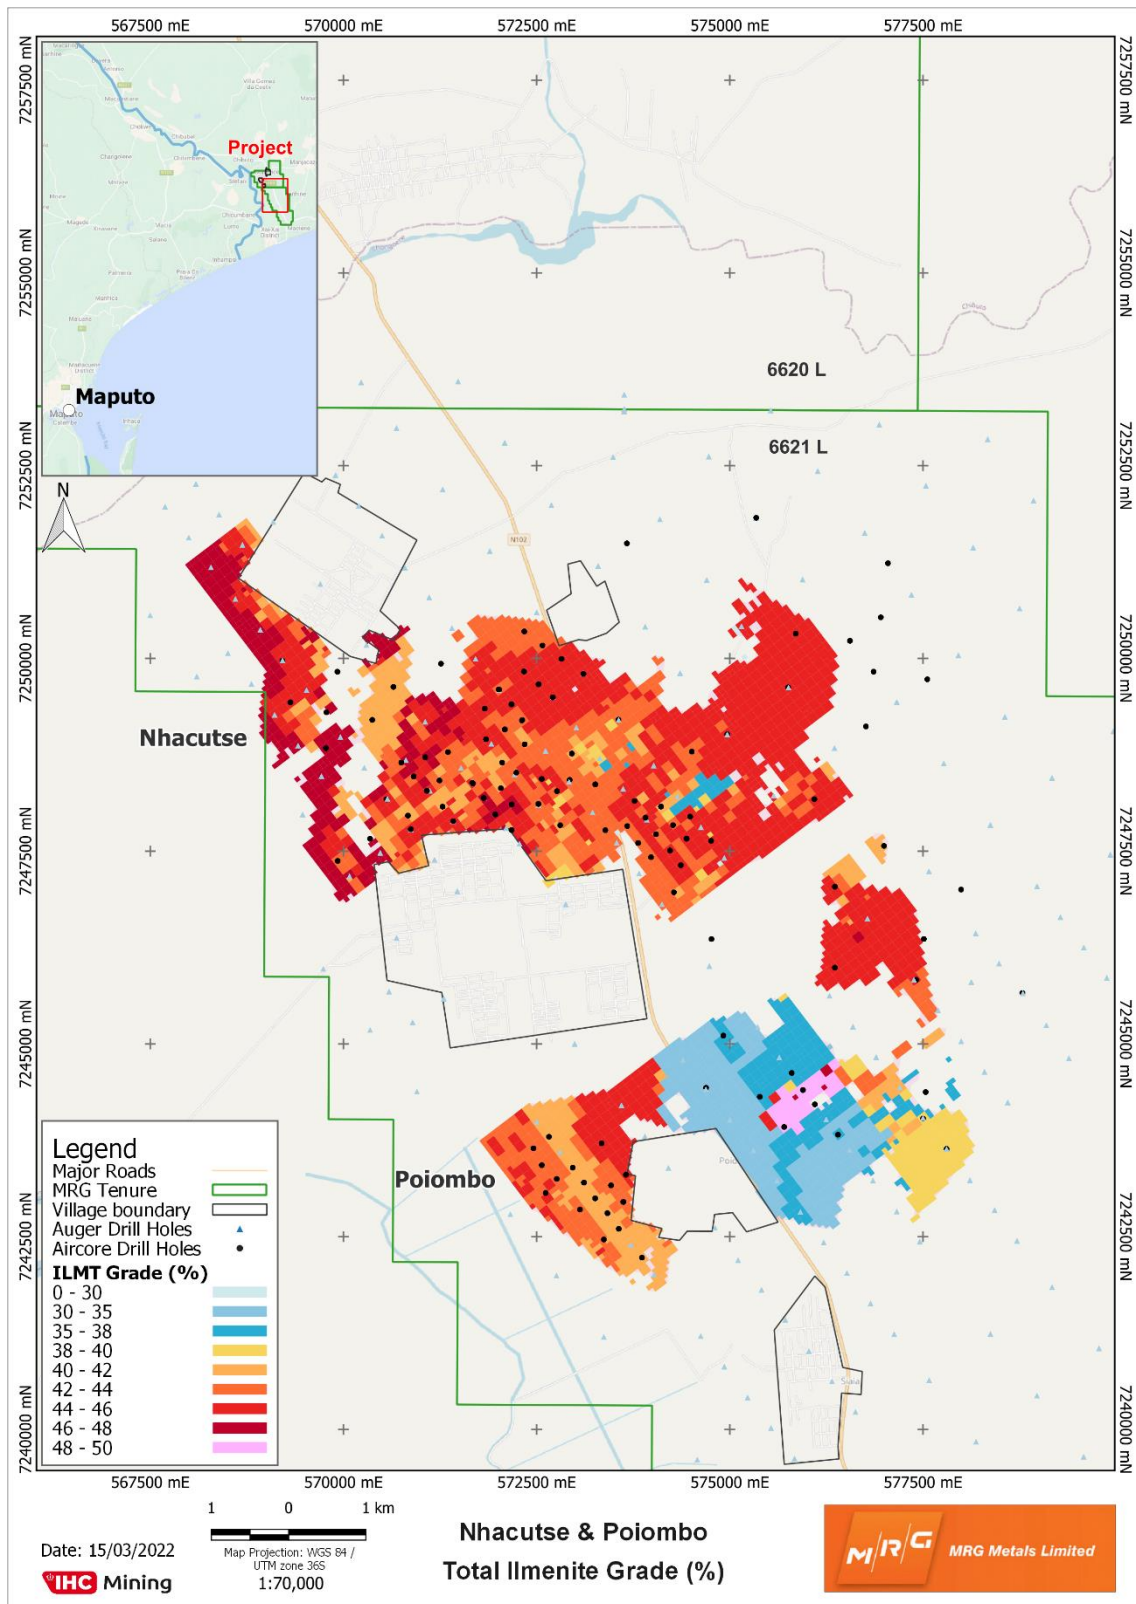 567500 mE 570000 mE 572500 mE 575000 mE 577500 mE
7257500 mN 7257500 mN
7255000 mN 7255000 mN
7252500 mN 7252500 mN
7250000 mN 7250000 mN
7247500 mN 7247500 mN
7245000 mN 7245000 mN
7242500 mN 7242500 mN
7240000 mN 7240000 mN
Project
Maputo
N
6620 L
6621 L
N102
Nhacutse
Poiombo
Legend
Major Roads
MRG Tenure
Village boundary
Auger Drill Holes
Aircore Drill Holes
ILMT Grade (%)
0 - 30
30 - 35
35 - 38
38 - 40
40 - 42
42 - 44
44 - 46
46 - 48
48 - 50
567500 mE 570000 mE 572500 mE 575000 mE 577500 mE
1 0 1 km
Map Projection: WGS 84 /
UTM zone 36S
1:70,000
Date: 15/03/2022
IHC Mining
Nhacutse & Poiombo
Total Ilmenite Grade (%)
M/R/G
MRG Metals Limited